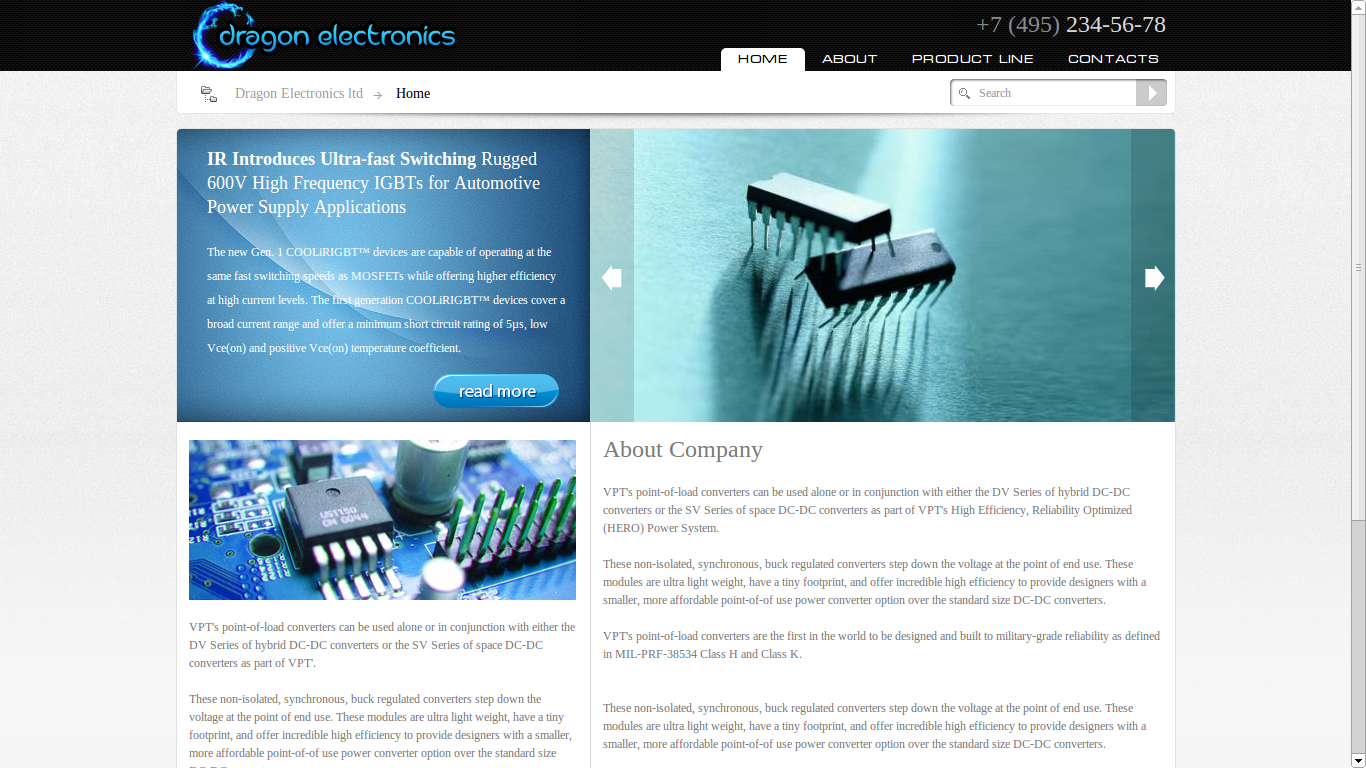 dragon electronics
+7 (495) 234-56-78
HOME ABOUT PRODUCT LINE CONTACTS
Dragon Electronics ltd Home
Search
IR Introduces Ultra-fast Switching Rugged
600V High Frequency IGBTs for Automotive
Power Supply Applications
The new Gen. 1 COOLiRIGBT™ devices are capable of operating at the
same fast switching speeds as MOSFETs while offering higher efficiency
at high current levels. The first generation COOLiRIGBT™ devices cover a
broad current range and offer a minimum short circuit rating of 5µs, low
Vce(on) and positive Vce(on) temperature coefficient.
read more
VPT's point-of-load converters can be used alone or in conjunction with either the
DV Series of hybrid DC-DC converters or the SV Series of space DC-DC
converters as part of VPT'.
These non-isolated, synchronous, buck regulated converters step down the
voltage at the point of end use. These modules are ultra light weight, have a tiny
footprint, and offer incredible high efficiency to provide designers with a smaller,
more affordable point-of-of use power converter option over the standard size
About Company
VPT's point-of-load converters can be used alone or in conjunction with either the DV Series of hybrid DC-DC
converters or the SV Series of space DC-DC converters as part of VPT's High Efficiency, Reliability Optimized
(HERO) Power System.
These non-isolated, synchronous, buck regulated converters step down the voltage at the point of end use. These
modules are ultra light weight, have a tiny footprint, and offer incredible high efficiency to provide designers with a
smaller, more affordable point-of-of use power converter option over the standard size DC-DC converters.
VPT's point-of-load converters are the first in the world to be designed and built to military-grade reliability as defined
in MIL-PRF-38534 Class H and Class K.
These non-isolated, synchronous, buck regulated converters step down the voltage at the point of end use. These
modules are ultra light weight, have a tiny footprint, and offer incredible high efficiency to provide designers with a
smaller, more affordable point-of-of use power converter option over the standard size DC-DC converters.